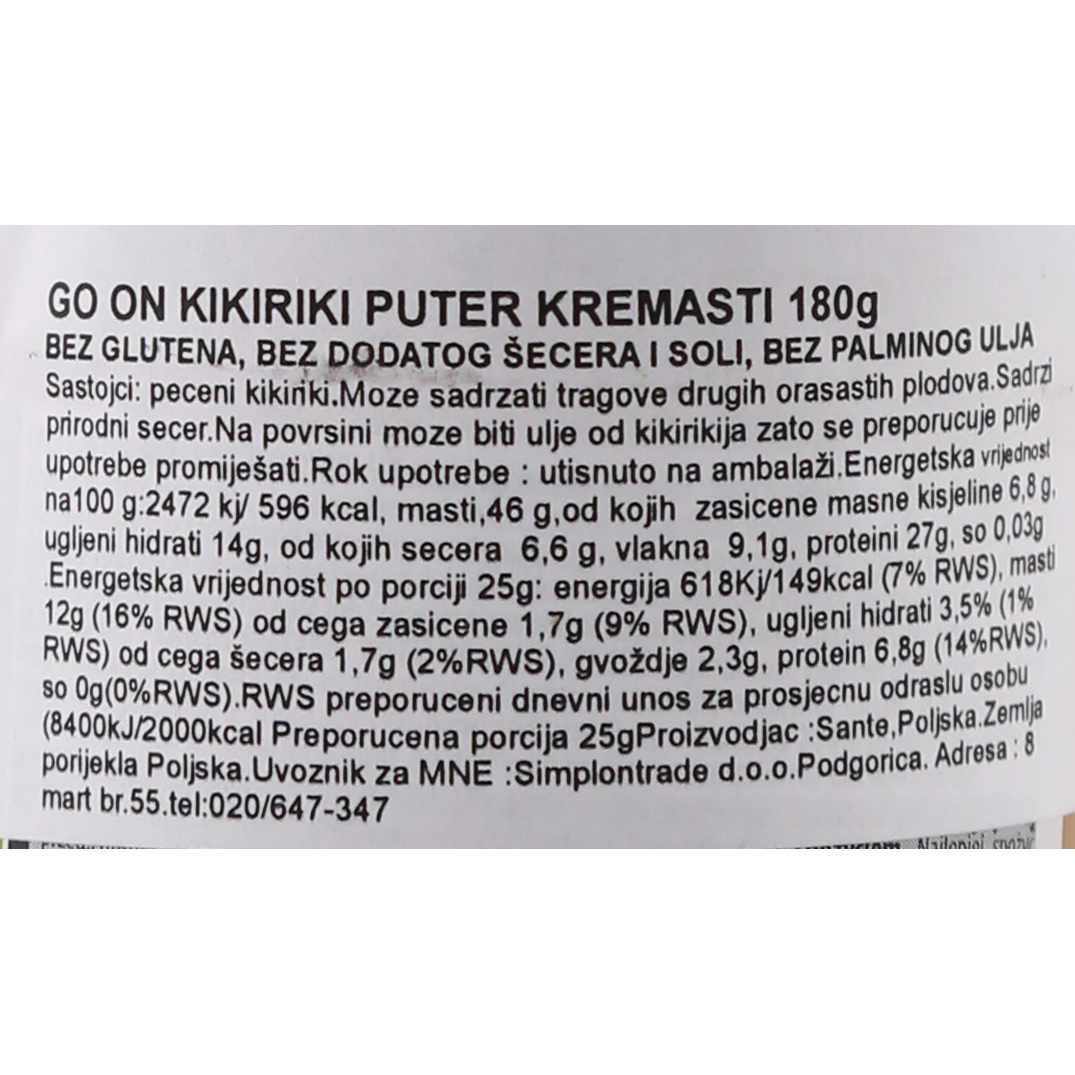 GO ON KIKIRIKI PUTER KREMASTI 180g
BEZ GLUTENA, BEZ DODATOG ŠECERA I SOLI, BEZ PALMINOG ULJA
Sastojci: peceni kikiriki.Moze sadrzati tragove drugih orasastih plodova.Sadrzi
prirodni secer.Na povrsini moze biti ulje od kikirikija zato se preporucuje prije
upotrebe promiješati.Rok upotrebe : utisnuto na ambalaži.Energetska vrijednost
na100 g:2472 kj/ 596 kcal, masti,46 g,od kojih zasicene masne kisjeline 6,8 g,
ugljeni hidrati 14g, od kojih secera 6,6 g, vlakna 9,1g, proteini 27g, so 0,03g
.Energetska vrijednost po porciji 25g: energija 618Kj/149kcal (7% RWS), masti
12g (16% RWS) od cega zasicene 1,7g (9% RWS), ugljeni hidrati 3,5% (1%
RWS) od cega šecera 1,7g (2%RWS), gvoždje 2,3g, protein 6,8g (14%RWS),
so 0g(0%RWS).RWS preporuceni dnevni unos za prosjecnu odraslu osobu
(8400kJ/2000kcal Preporucena porcija 25gProizvodjac :Sante,Poljska.Zemlja
porijekla Poljska.Uvoznik za MNE :Simplontrade d.o.o.Podgorica. Adresa : 8
mart br.55.tel:020/647-347